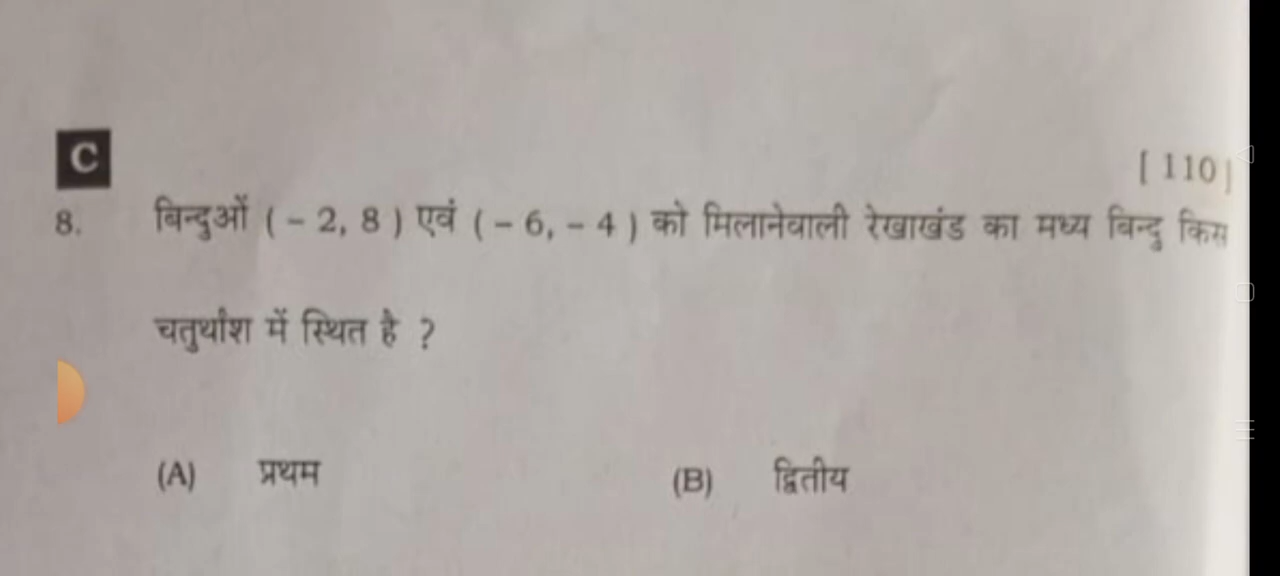 C
[ 110 ]
8. बिन्दुओं ( – 2, 8 ) एवं ( – 6, – 4 ) को मिलानेवाली रेखाखंड का मध्य बिन्दु किस
चतुर्थांश में स्थित है ?
(A) प्रथम (B) द्वितीय